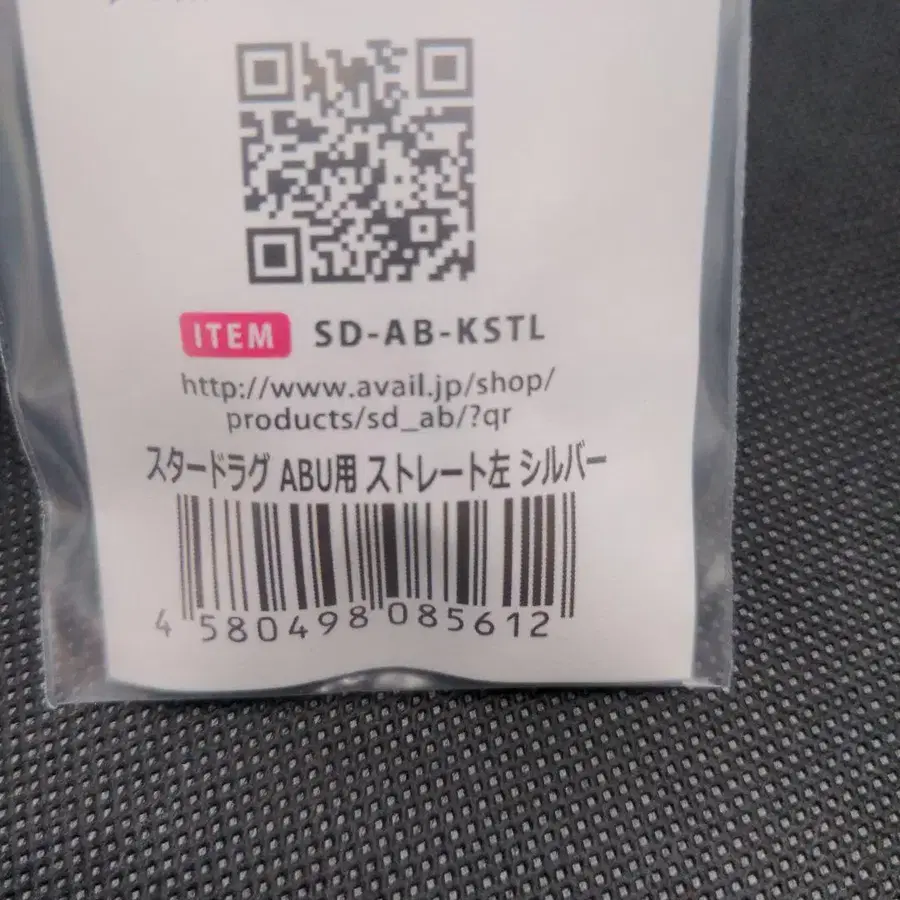 ITEM SD-AB-KSTL
http://www.avail.jp/shop/
products/sd_ab/?qr
スタードラグ ABU用 ストレート左 シルバー
4 580498 085612